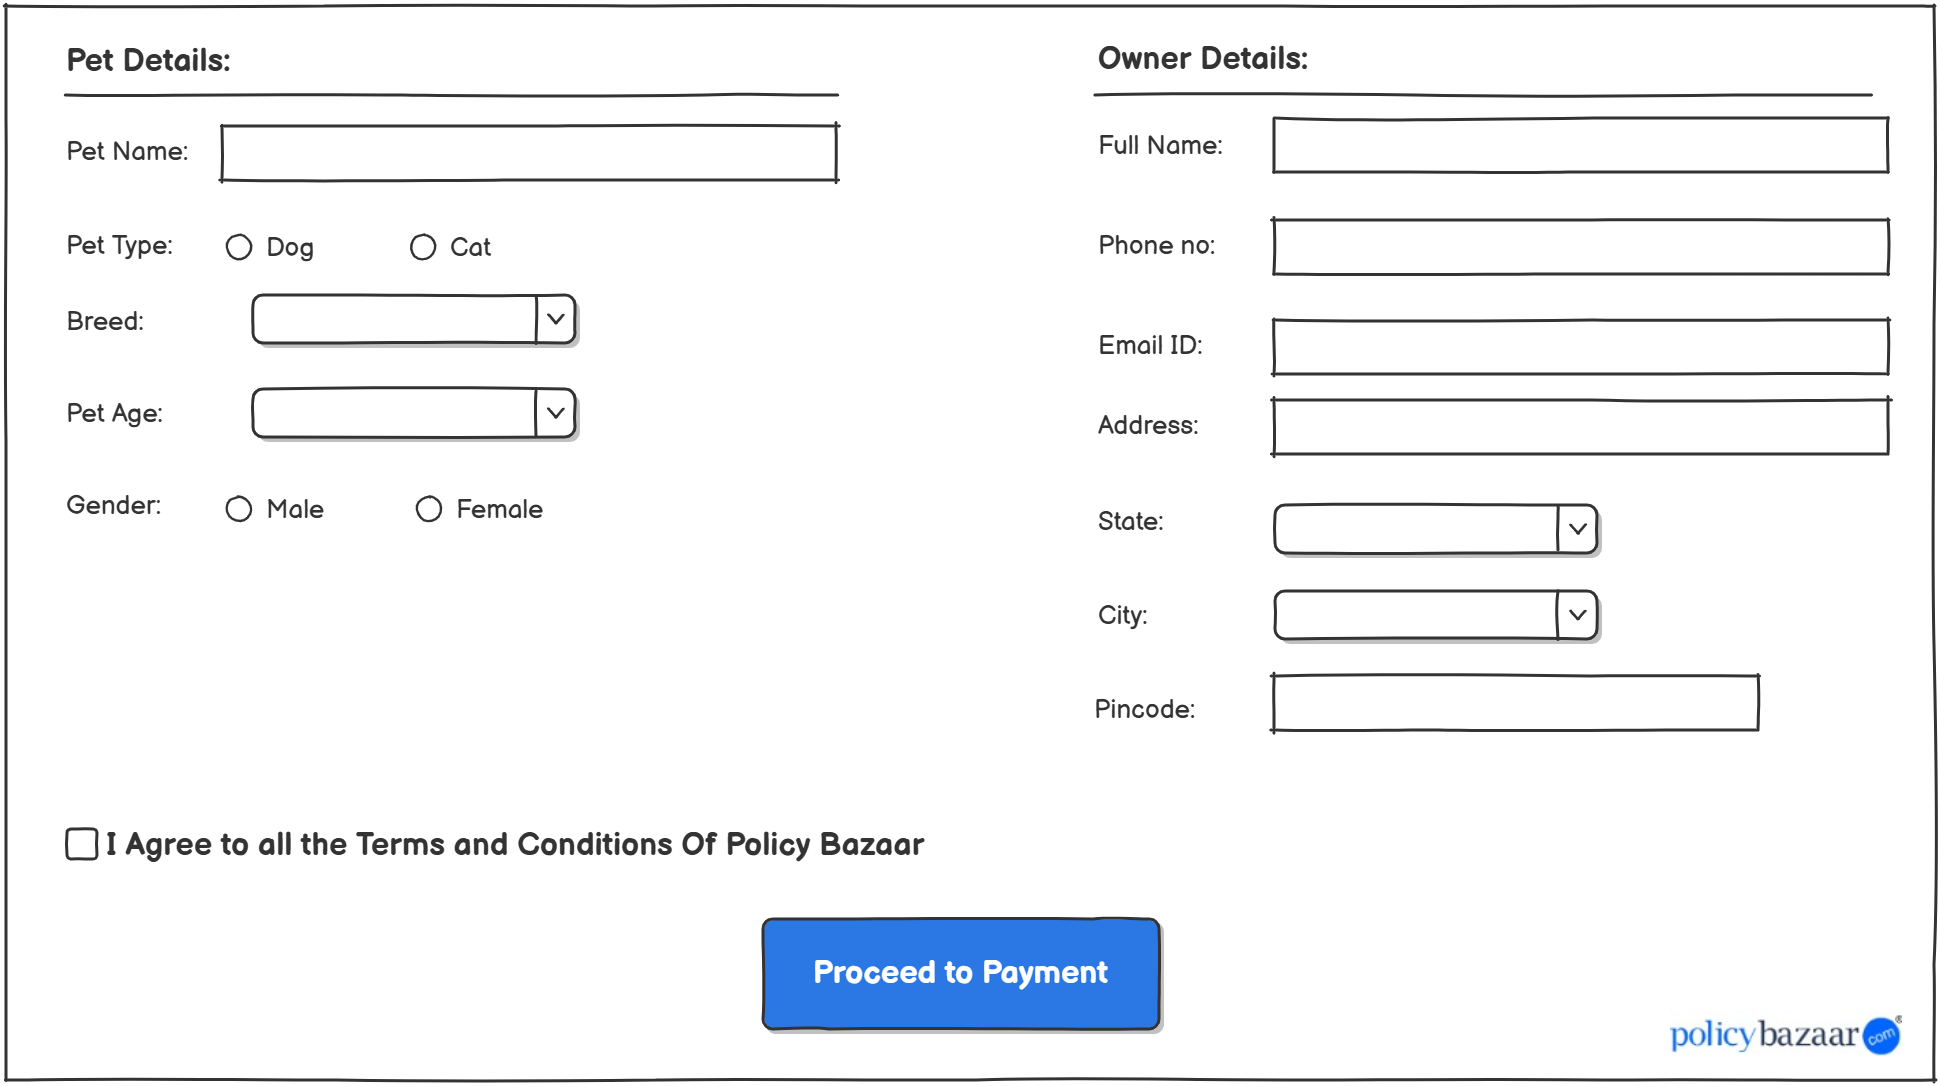 Pet Details:
Pet Name:
Pet Type:
Dog
Cat
Breed:
Pet Age:
Gender:
Male
Female
Owner Details:
Full Name:
Phone no:
Email ID:
Address:
State:
City:
Pincode:
I Agree to all the Terms and Conditions Of Policy Bazaar
Proceed to Payment
policybazaar com ®